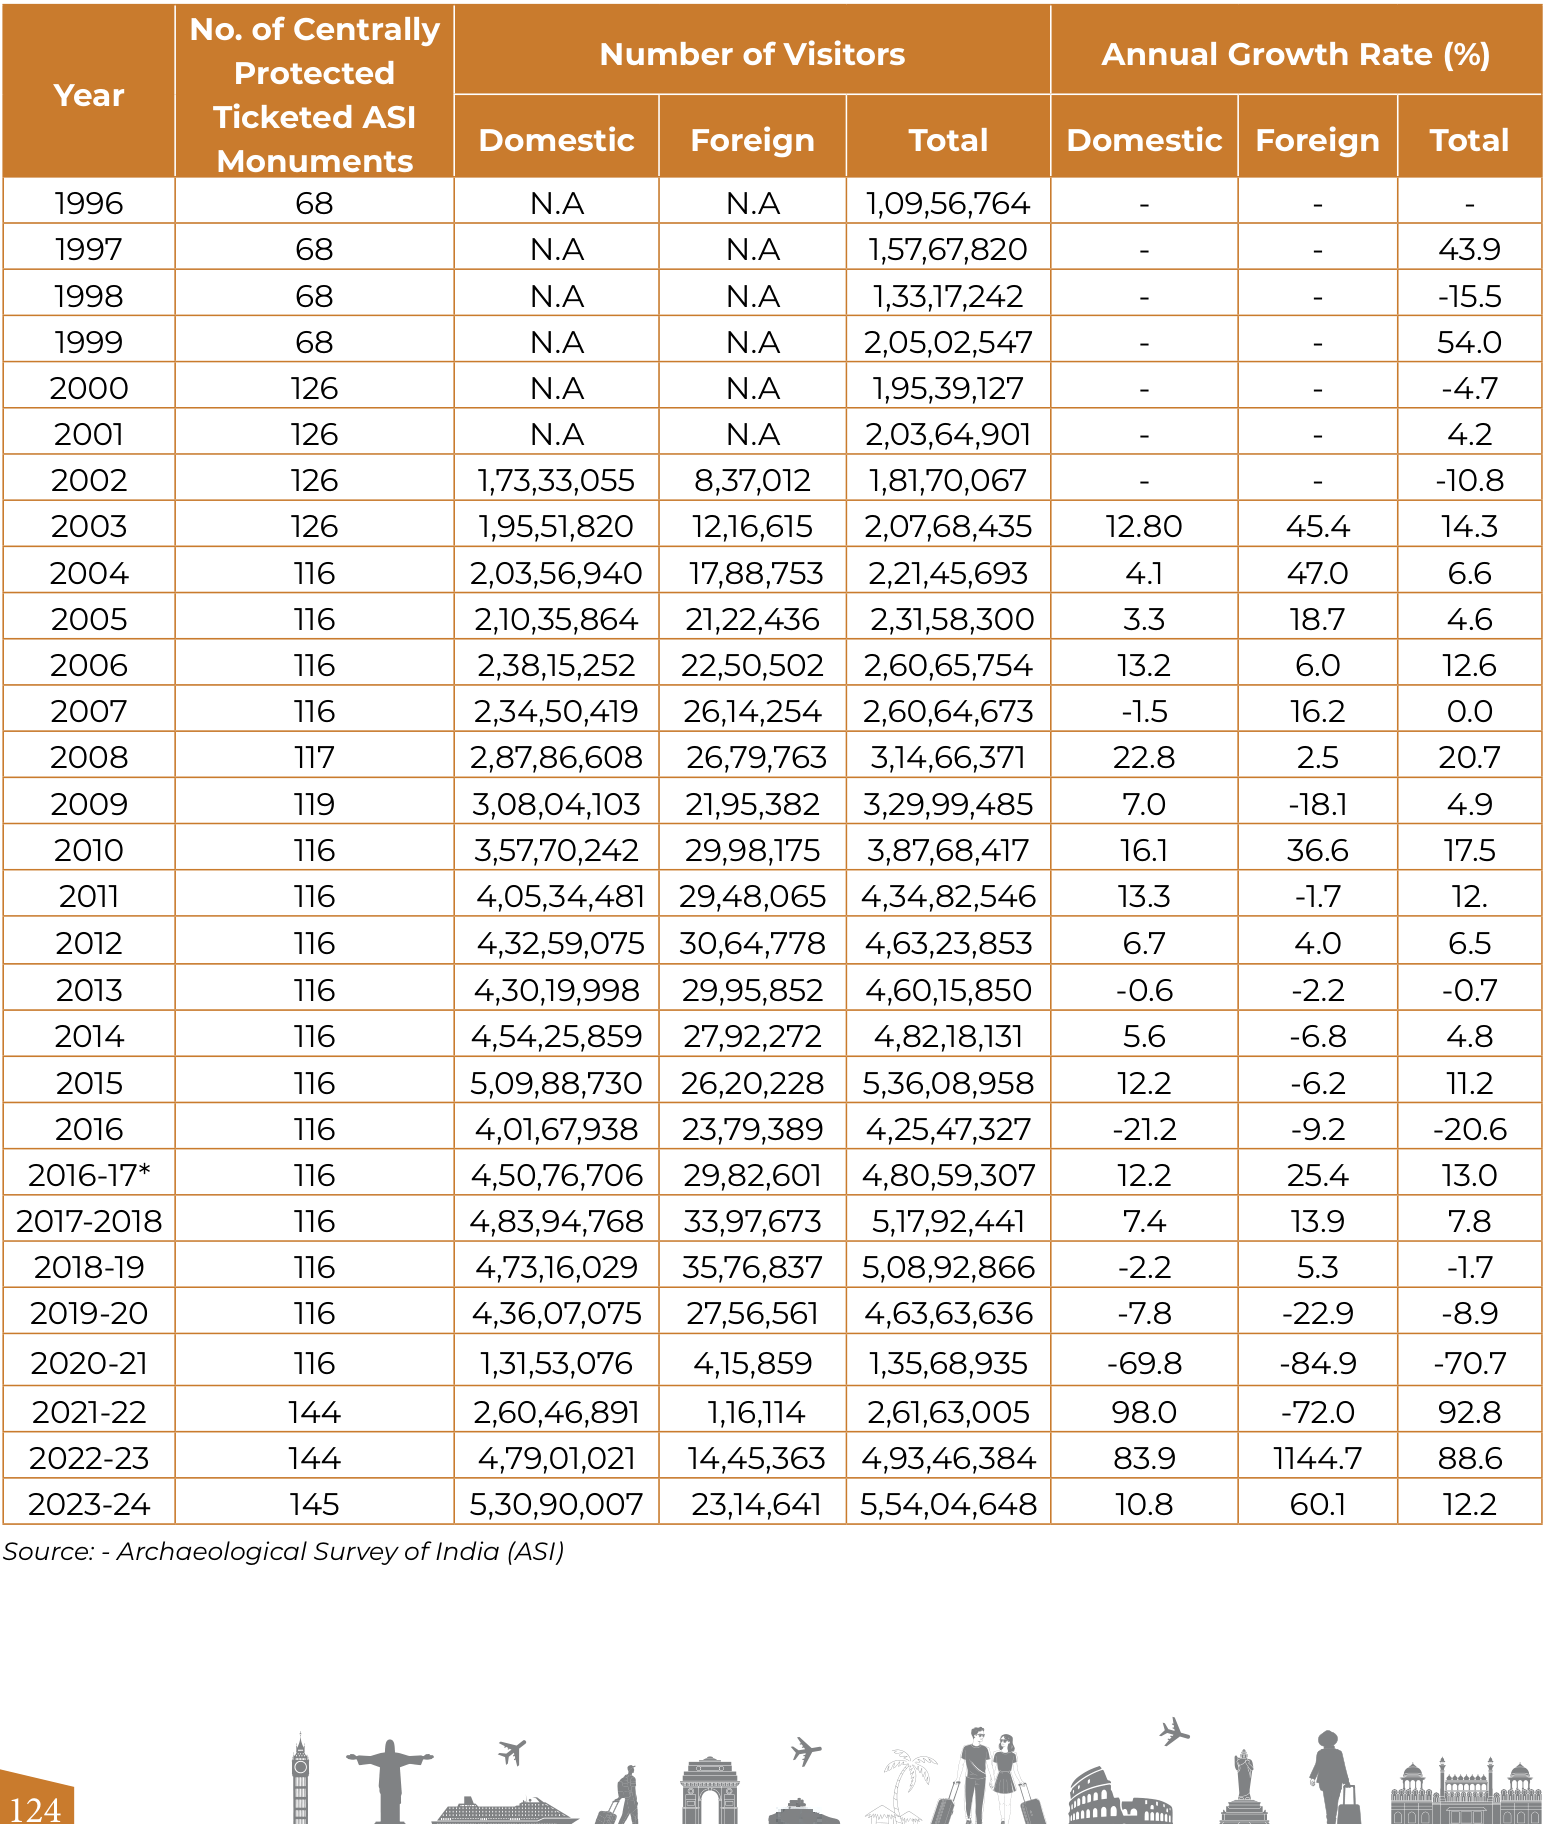 Year No. of Centrally Protected Ticketed ASI Monuments Number of Visitors Annual Growth Rate (%)
Domestic Foreign Total Domestic Foreign Total
1996 68 N.A N.A 1,09,56,764 - - -
1997 68 N.A N.A 1,57,67,820 - - 43.9
1998 68 N.A N.A 1,33,17,242 - - -15.5
1999 68 N.A N.A 2,05,02,547 - - 54.0
2000 126 N.A N.A 1,95,39,127 - - -4.7
2001 126 N.A N.A 2,03,64,901 - - 4.2
2002 126 1,73,33,055 8,37,012 1,81,70,067 - - -10.8
2003 126 1,95,51,820 12,16,615 2,07,68,435 12.80 45.4 14.3
2004 116 2,03,56,940 17,88,753 2,21,45,693 4.1 47.0 6.6
2005 116 2,10,35,864 21,22,436 2,31,58,300 3.3 18.7 4.6
2006 116 2,38,15,252 22,50,502 2,60,65,754 13.2 6.0 12.6
2007 116 2,34,50,419 26,14,254 2,60,64,673 -1.5 16.2 0.0
2008 117 2,87,86,608 26,79,763 3,14,66,371 22.8 2.5 20.7
2009 119 3,08,04,103 21,95,382 3,29,99,485 7.0 -18.1 4.9
2010 116 3,57,70,242 29,98,175 3,87,68,417 16.1 36.6 17.5
2011 116 4,05,34,481 29,48,065 4,34,82,546 13.3 -1.7 12.
2012 116 4,32,59,075 30,64,778 4,63,23,853 6.7 4.0 6.5
2013 116 4,30,19,998 29,95,852 4,60,15,850 -0.6 -2.2 -0.7
2014 116 4,54,25,859 27,92,272 4,82,18,131 5.6 -6.8 4.8
2015 116 5,09,88,730 26,20,228 5,36,08,958 12.2 -6.2 11.2
2016 116 4,01,67,938 23,79,389 4,25,47,327 -21.2 -9.2 -20.6
2016-17* 116 4,50,76,706 29,82,601 4,80,59,307 12.2 25.4 13.0
2017-2018 116 4,83,94,768 33,97,673 5,17,92,441 7.4 13.9 7.8
2018-19 116 4,73,16,029 35,76,837 5,08,92,866 -2.2 5.3 -1.7
2019-20 116 4,36,07,075 27,56,561 4,63,63,636 -7.8 -22.9 -8.9
2020-21 116 1,31,53,076 4,15,859 1,35,68,935 -69.8 -84.9 -70.7
2021-22 144 2,60,46,891 1,16,114 2,61,63,005 98.0 -72.0 92.8
2022-23 144 4,79,01,021 14,45,363 4,93,46,384 83.9 1144.7 88.6
2023-24 145 5,30,90,007 23,14,641 5,54,04,648 10.8 60.1 12.2
Source: - Archaeological Survey of India (ASI)
124